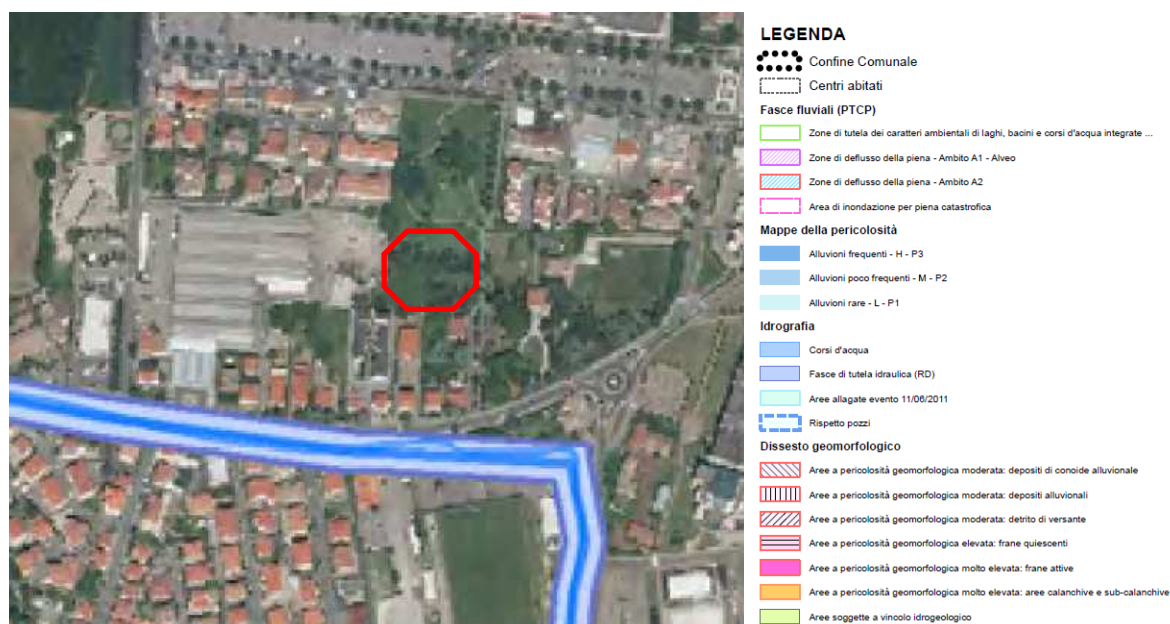 LEGENDA
Confine Comunale
Centri abitati
Fasce fluviali (PTCP)
Zone di tutela dei caratteri ambientali di laghi, bacini e corsi d'acqua integrate ...
Zone di deflusso della piena - Ambito A1 - Alveo
Zone di deflusso della piena - Ambito A2
Area di inondazione per piena catastrofica
Mappe della pericolosità
Alluvioni frequenti - H - P3
Alluvioni poco frequenti - M - P2
Alluvioni rare - L - P1
Idrografia
Corsi d'acqua
Fasce di tutela idraulica (RD)
Aree allagate evento 11/06/2011
Rispetto pozzi
Dissesto geomorfologico
Aree a pericolosità geomorfologica moderata: depositi di conoide alluvionale
Aree a pericolosità geomorfologica moderata: depositi alluvionali
Aree a pericolosità geomorfologica moderata: detrito di versante
Aree a pericolosità geomorfologica elevata: frane quiescenti
Aree a pericolosità geomorfologica molto elevata: frane attive
Aree a pericolosità geomorfologica molto elevata: aree calanchive e sub-calanchive
Aree soggette a vincolo idrogeologico